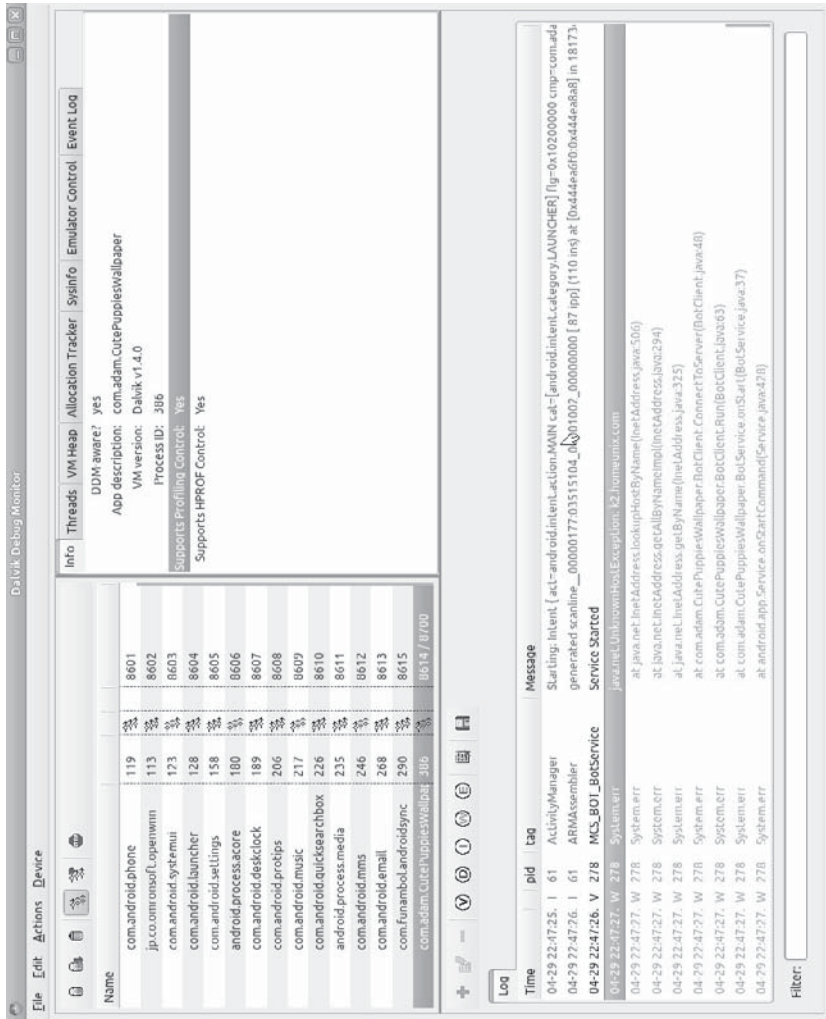 Dalvik Debug Monitor
File Edit Actions Device
Name
com.android.phone 119 8601
jp.co.omronsoft.openwnn 113 8602
com.android.systemui 123 8603
com.android.launcher 128 8604
com.android.settings 158 8605
android.process.acore 180 8606
com.android.deskclock 189 8607
com.android.protips 206 8608
com.android.music 217 8609
com.android.quicksearchbox 226 8610
android.process.media 235 8611
com.android.mms 246 8612
com.android.email 268 8613
com.funambol.androidsync 290 8615
com.adam.CutePuppiesWallpap 386 8614 / 8700
Info Threads VM Heap Allocation Tracker Sysinfo Emulator Control Event Log
DDM-aware? yes
App description: com.adam.CutePuppiesWallpaper
VM version: Dalvik v1.4.0
Process ID: 386
Supports Profiling Control: Yes
Supports HPROF Control: Yes
V D I W E
Log
Time pid tag Message
04-29 22:47:25. I 61 ActivityManager Starting: Intent { act=android.intent.action.MAIN cat=[android.intent.category.LAUNCHER] flg=0x10200000 cmp=com.ada
04-29 22:47:26. I 61 ARMAssembler generated scanline__00000177:03515104_00001002_00000000 [ 87 ipp] (110 ins) at [0x444ea6f0:0x444ea8a8] in 18173
04-29 22:47:26. V 278 MCS_BOT_BotService Service Started
04-29 22:47:27. W 278 System.err java.net.UnknownHostException: k2.homeunix.com
04-29 22:47:27. W 278 System.err at java.net.InetAddress.lookupHostByName(InetAddress.java:506)
04-29 22:47:27. W 278 System.err at java.net.InetAddress.getAllByNameImpl(InetAddress.java:294)
04-29 22:47:27. W 278 System.err at java.net.InetAddress.getByName(InetAddress.java:325)
04-29 22:47:27. W 278 System.err at com.adam.CutePuppiesWallpaper.BotClient.ConnectToServer(BotClient.java:48)
04-29 22:47:27. W 278 System.err at com.adam.CutePuppiesWallpaper.BotClient.Run(BotClient.java:63)
04-29 22:47:27. W 278 System.err at com.adam.CutePuppiesWallpaper.BotService.onStart(BotService.java:37)
04-29 22:47:27. W 278 System.err at android.app.Service.onStartCommand(Service.java:428)
Filter: